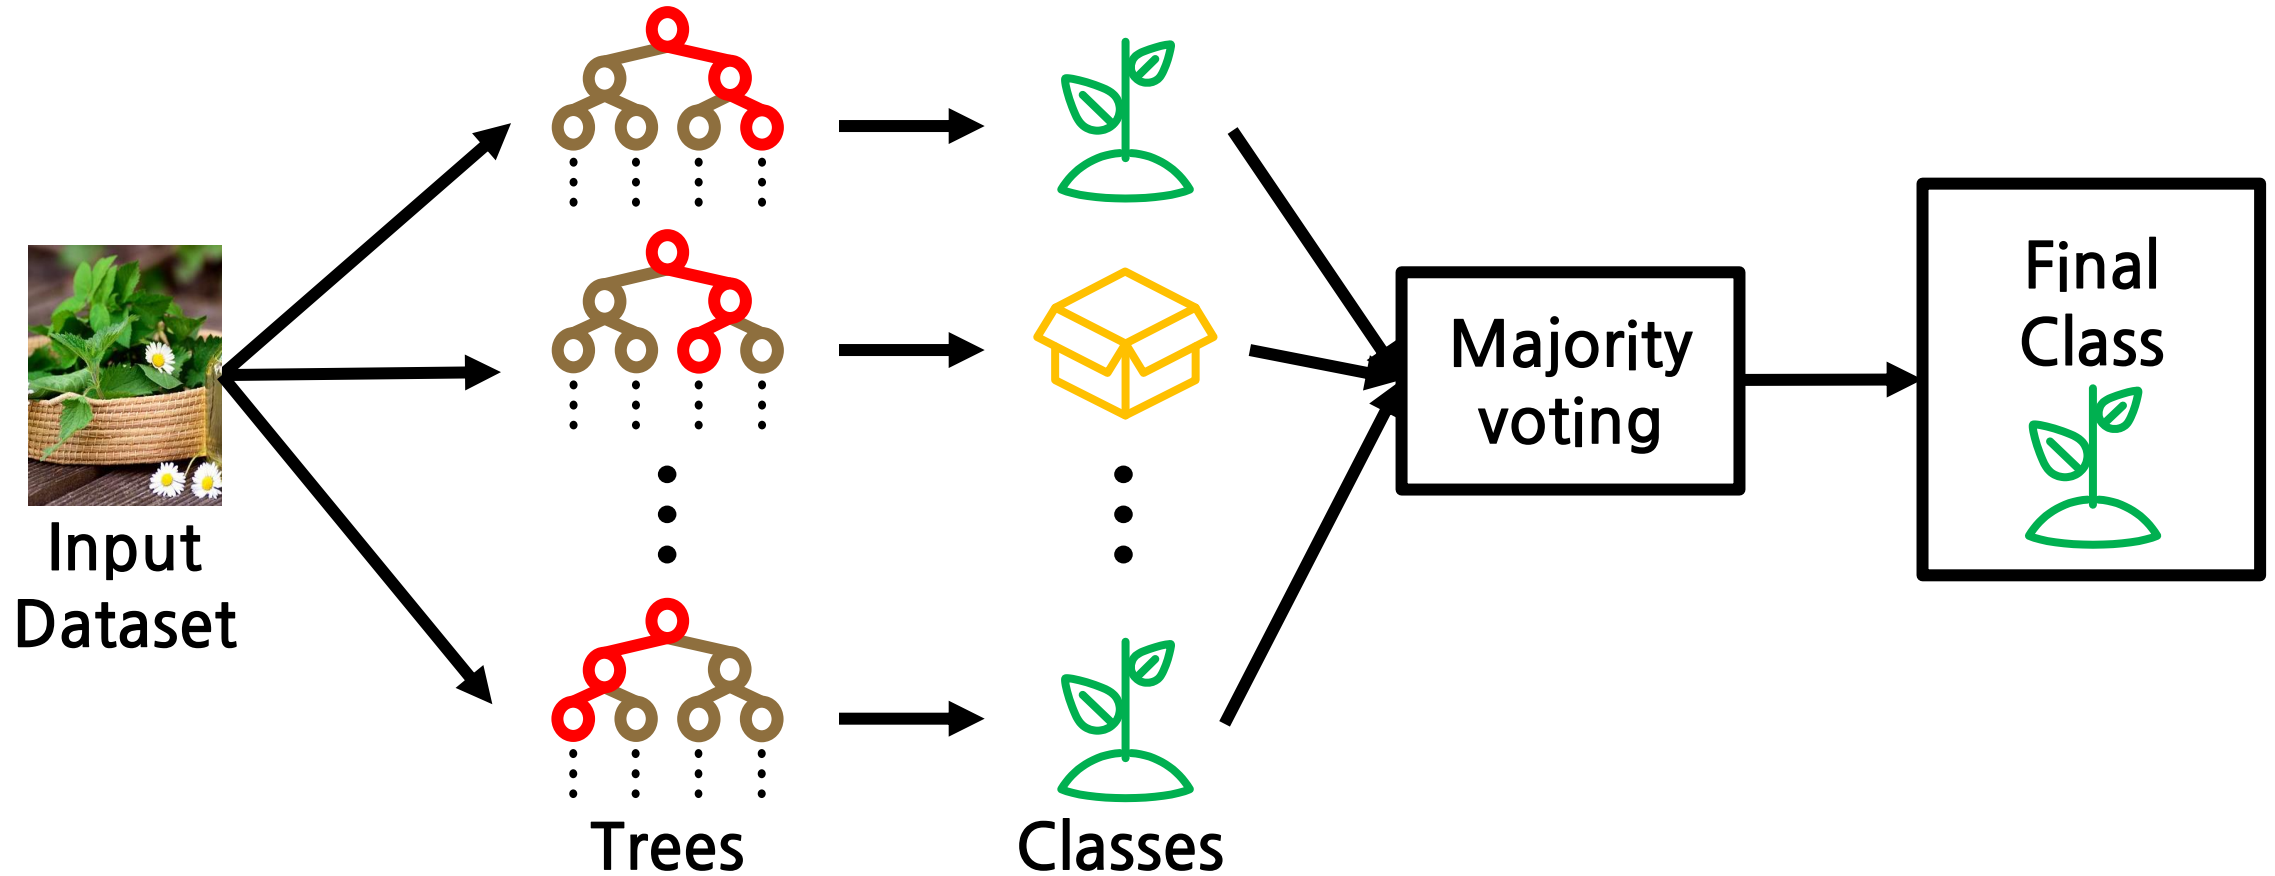 Input
Dataset
Trees
Classes
Majority
voting
Final
Class